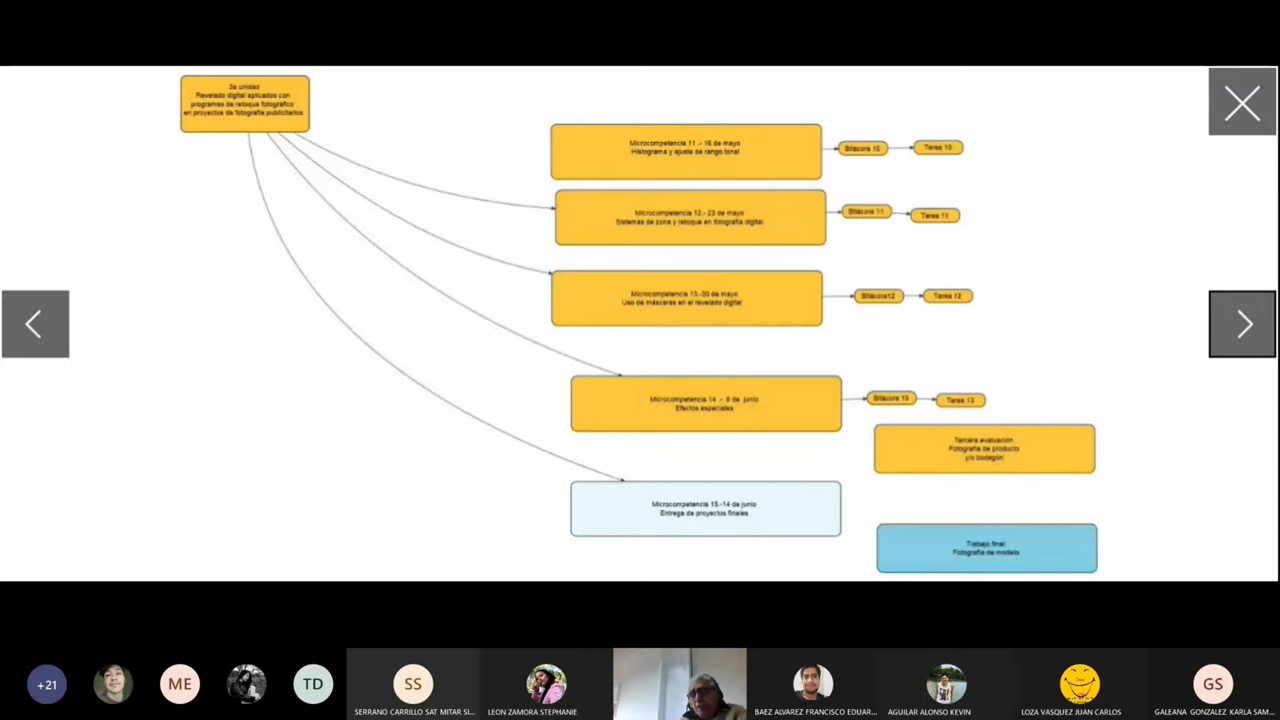 3a unidad
Revelado digital aplicados con
programas de retoque fotográfico
en proyectos de fotografía publicitarios
Microcompetencia 11 .- 16 de mayo
Histograma y ajuste de rango tonal
Bitácora 10
Tarea 10
Microcompetencia 12.- 23 de mayo
Sistemas de zona y retoque en fotografía digital
Bitácora 11
Tarea 11
Microcompetencia 13.-30 de mayo
Uso de máscaras en el revelado digital
Bitácora12
Tarea 12
Microcompetencia 14 .- 6 de junio
Efectos especiales
Bitácora 13
Tarea 13
Tercera evaluación
Fotografía de producto
y/o bodegón
Microcompetencia 15.-14 de junio
Entrega de proyectos finales
Trabajo final:
Fotografía de modelo
+21
ME
TD
SS
GS
SERRANO CARRILLO SAT MITAR SI...
LEON ZAMORA STEPHANIE
BAEZ ALVAREZ FRANCISCO EDUAR...
AGUILAR ALONSO KEVIN
LOZA VASQUEZ JUAN CARLOS
GALEANA GONZALEZ KARLA SAM...